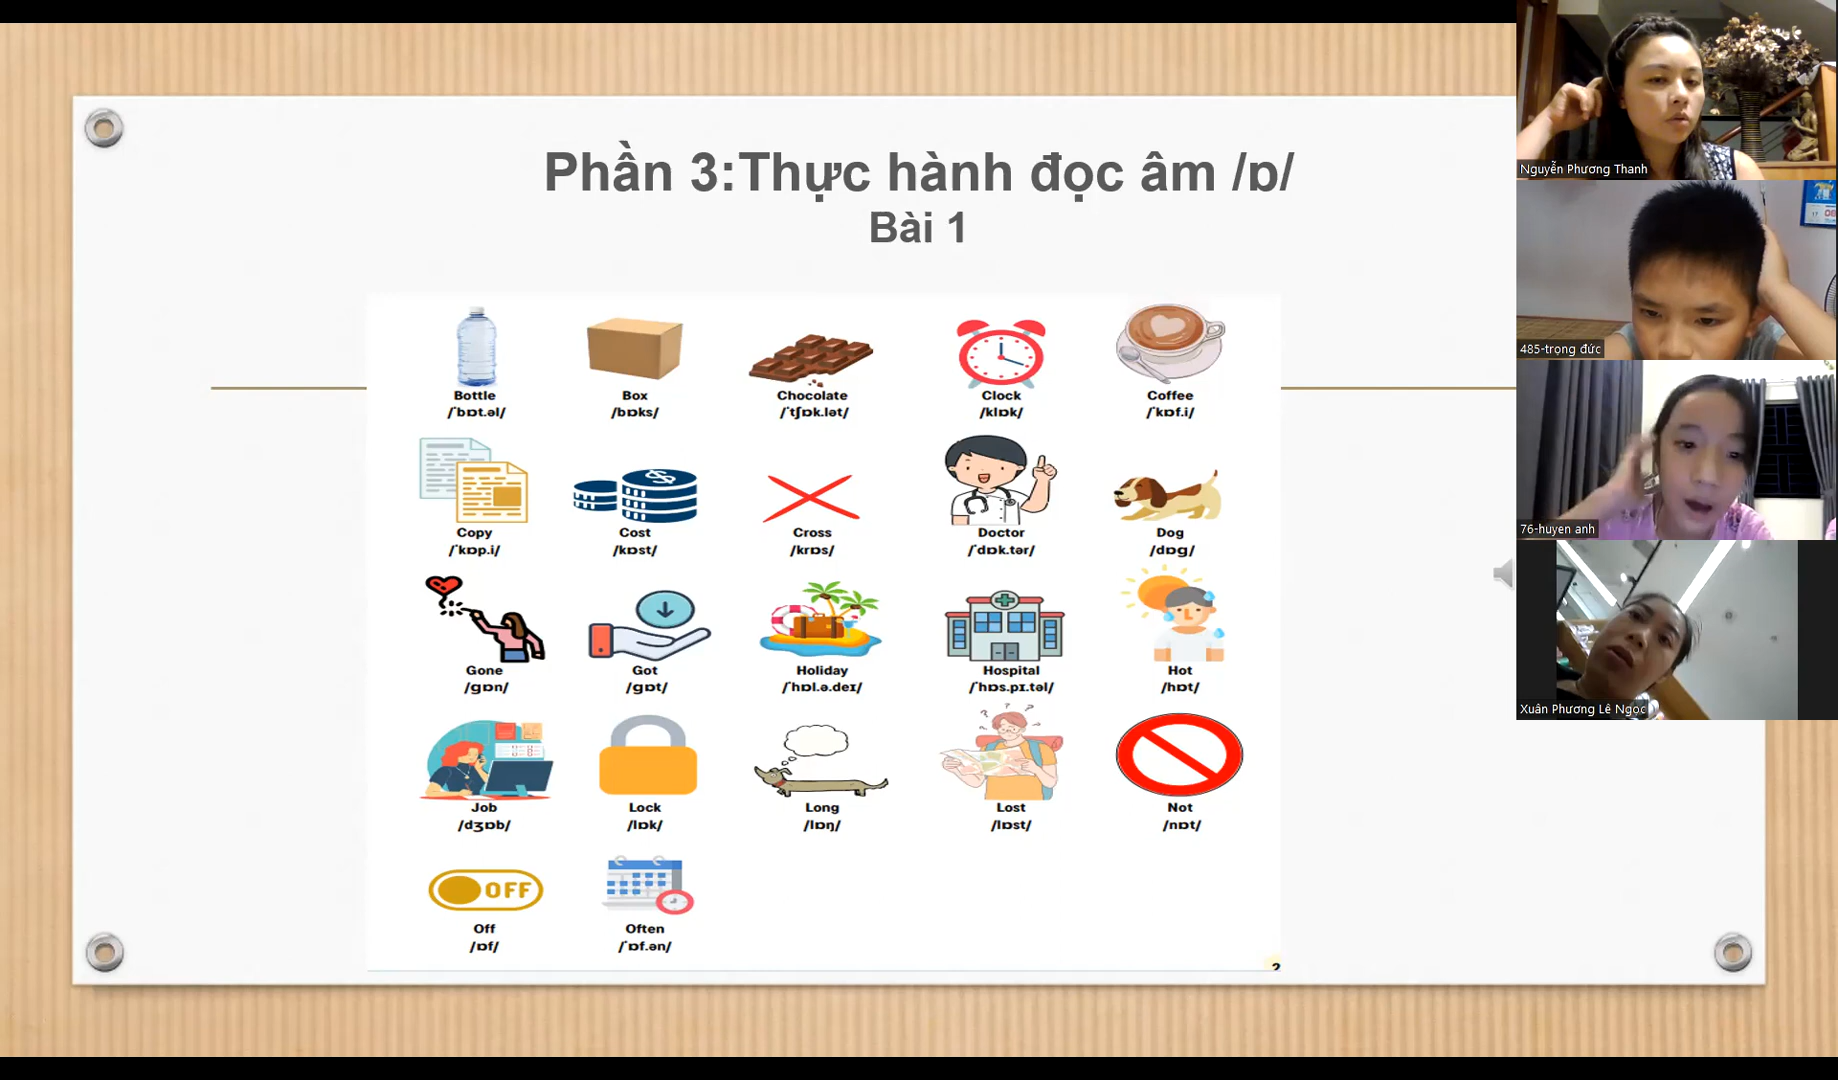 Phần 3:Thực hành đọc âm /ɒ/
Bài 1
Bottle
/ˈbɒt.əl/
Box
/bɒks/
Chocolate
/ˈtʃɒk.lət/
Clock
/klɒk/
Coffee
/ˈkɒf.i/
Copy
/ˈkɒp.i/
Cost
/kɒst/
Cross
/krɒs/
Doctor
/ˈdɒk.tər/
Dog
/dɒg/
Gone
/gɒn/
Got
/gɒt/
Holiday
/ˈhɒl.ə.deɪ/
Hospital
/ˈhɒs.pɪ.təl/
Hot
/hɒt/
Job
/dʒɒb/
Lock
/lɒk/
Long
/lɒŋ/
Lost
/lɒst/
Not
/nɒt/
OFF
Off
/ɒf/
Often
/ˈɒf.ən/
2
Nguyễn Phương Thanh
485-trọng đức
76-huyen anh
Xuân Phương Lê Ngọc